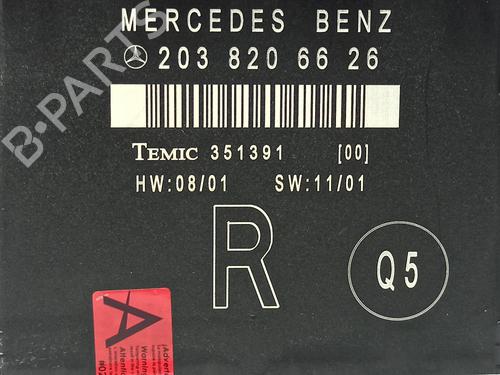 MERCEDES BENZ
203 820 66 26
TEMIC 351391 [00]
HW:08/01 SW:11/01
R
Q5
A
B-PARTS